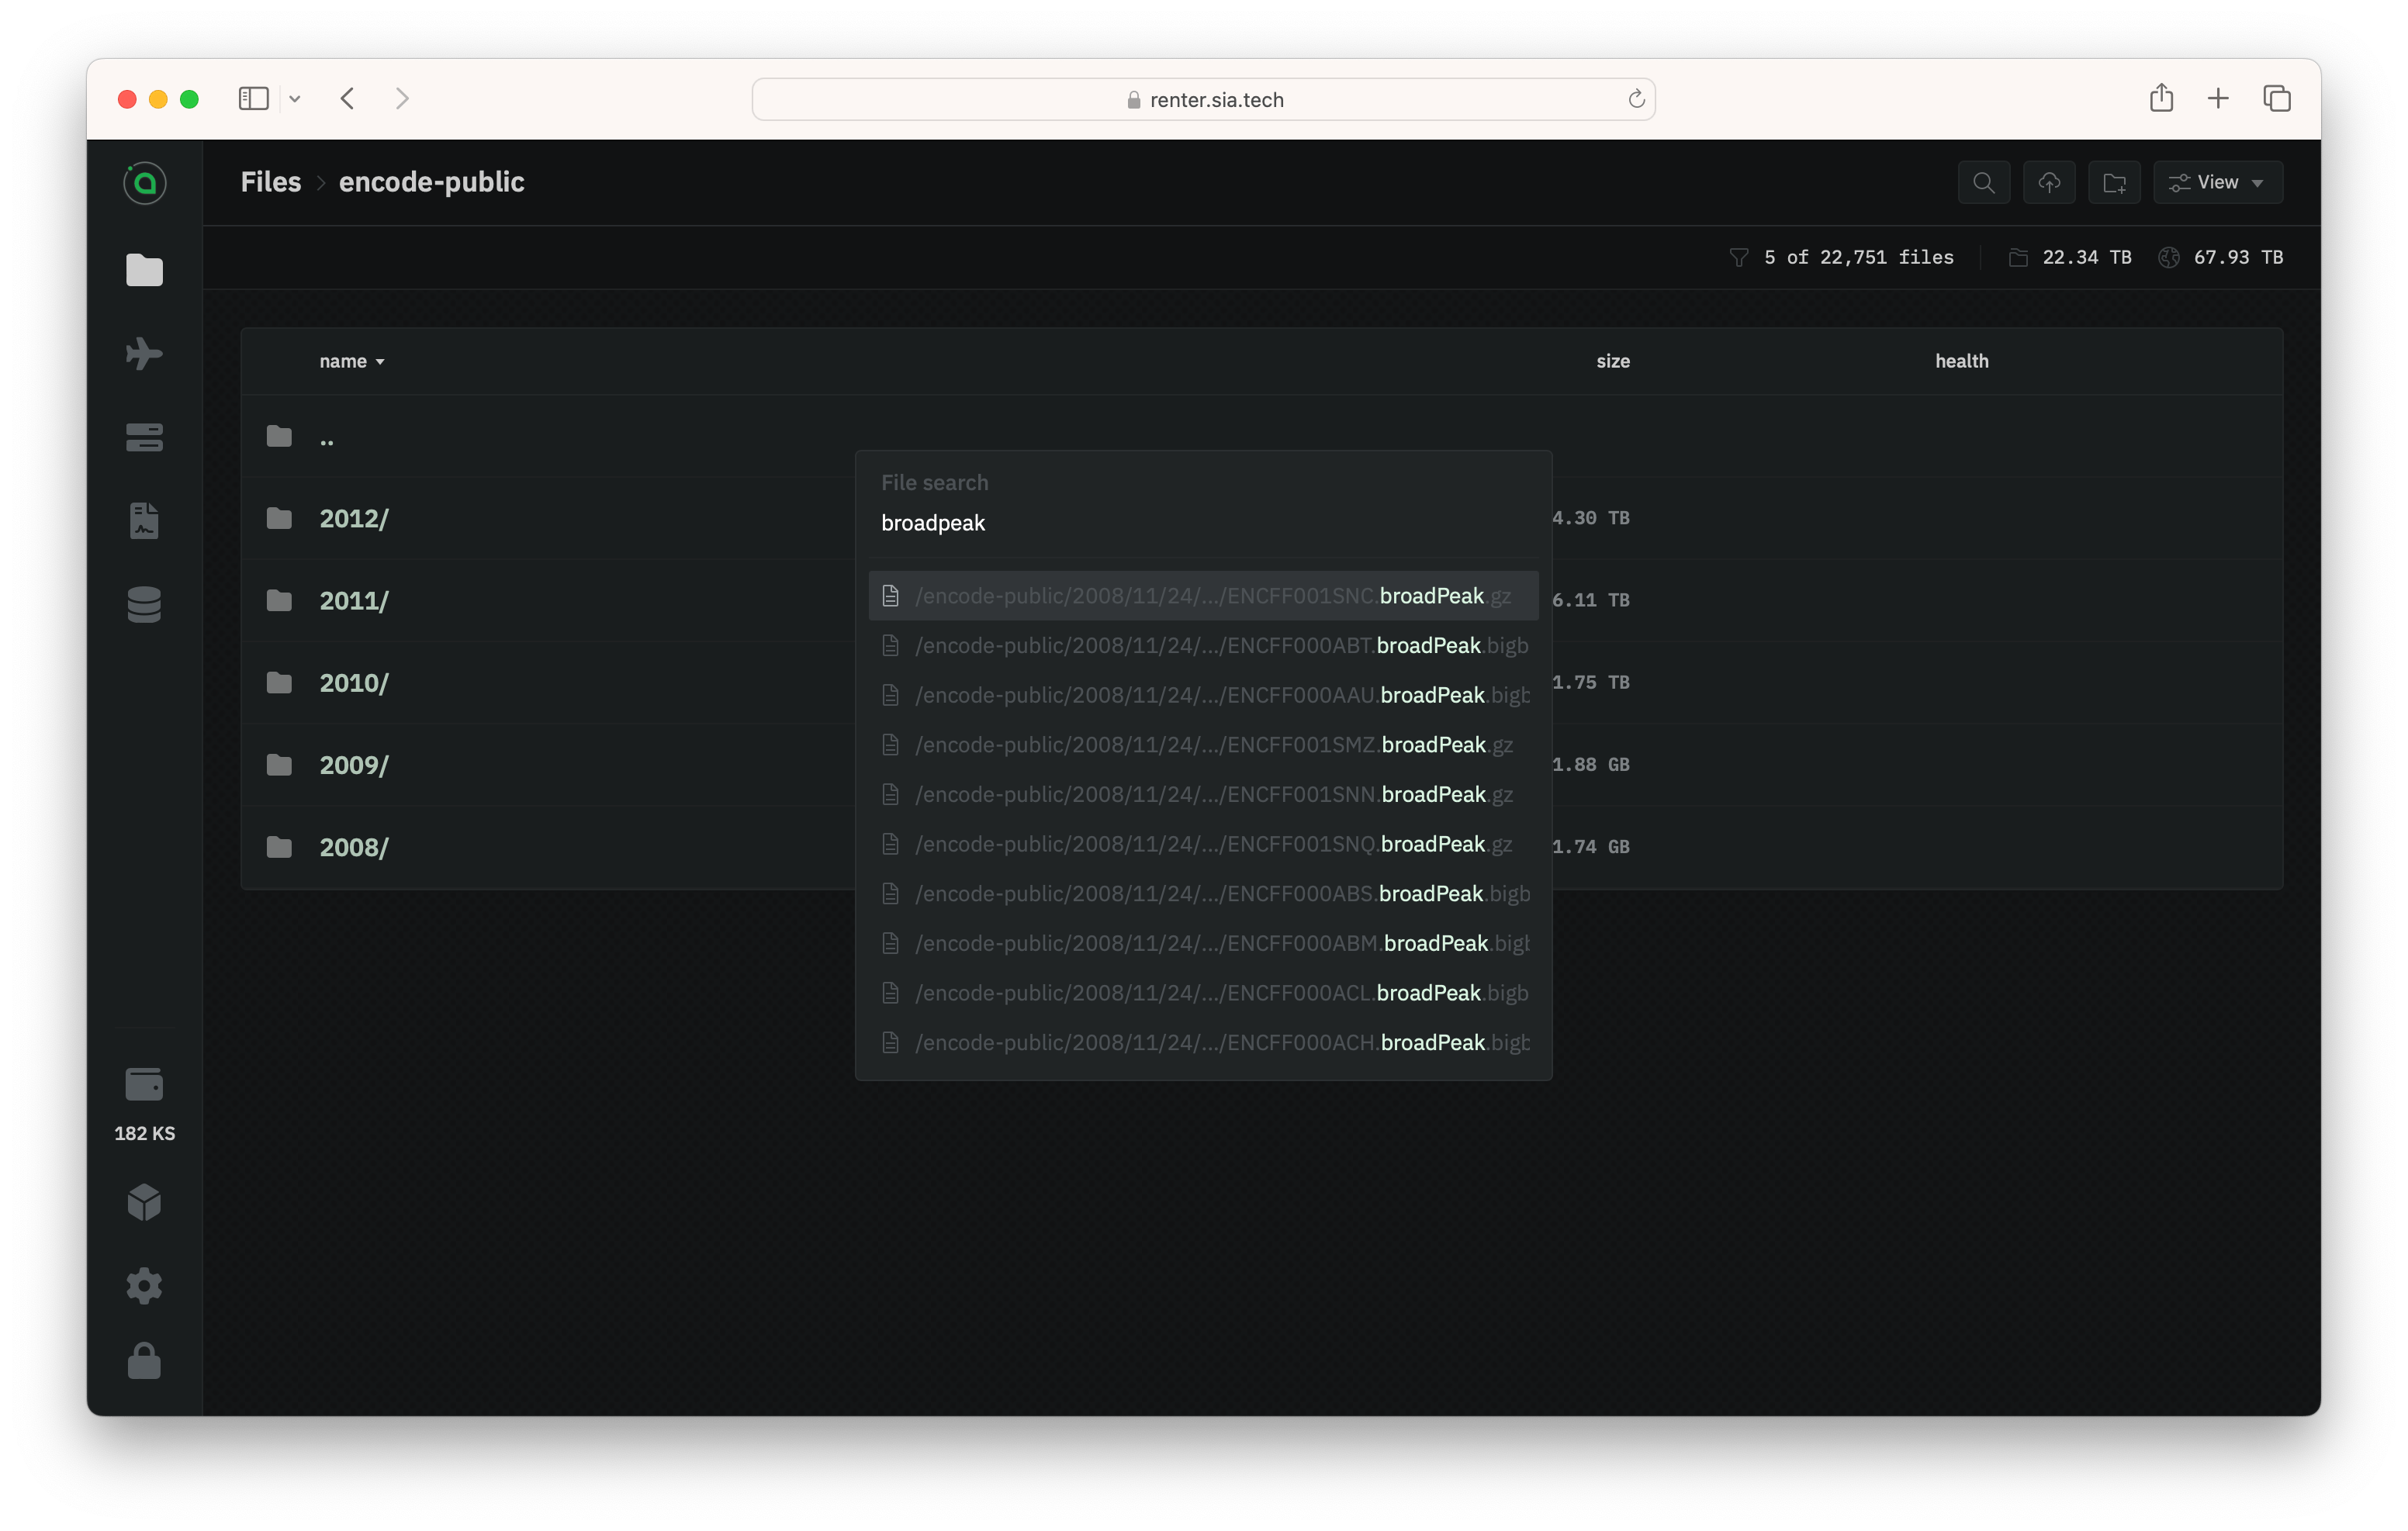 renter.sia.tech
Files > encode-public
View
5 of 22,751 files 22.34 TB 67.93 TB
name size health
..
2012/ 4.30 TB
2011/ 6.11 TB
2010/ 1.75 TB
2009/ 1.88 GB
2008/ 1.74 GB
File search
broadpeak
/encode-public/2008/11/24/.../ENCFF001SNC.broadPeak.gz
/encode-public/2008/11/24/.../ENCFF000ABT.broadPeak.bigb
/encode-public/2008/11/24/.../ENCFF000AAU.broadPeak.bigb
/encode-public/2008/11/24/.../ENCFF001SMZ.broadPeak.gz
/encode-public/2008/11/24/.../ENCFF001SNN.broadPeak.gz
/encode-public/2008/11/24/.../ENCFF001SNQ.broadPeak.gz
/encode-public/2008/11/24/.../ENCFF000ABS.broadPeak.bigb
/encode-public/2008/11/24/.../ENCFF000ABM.broadPeak.bigb
/encode-public/2008/11/24/.../ENCFF000ACL.broadPeak.bigb
/encode-public/2008/11/24/.../ENCFF000ACH.broadPeak.bigb
182 KS